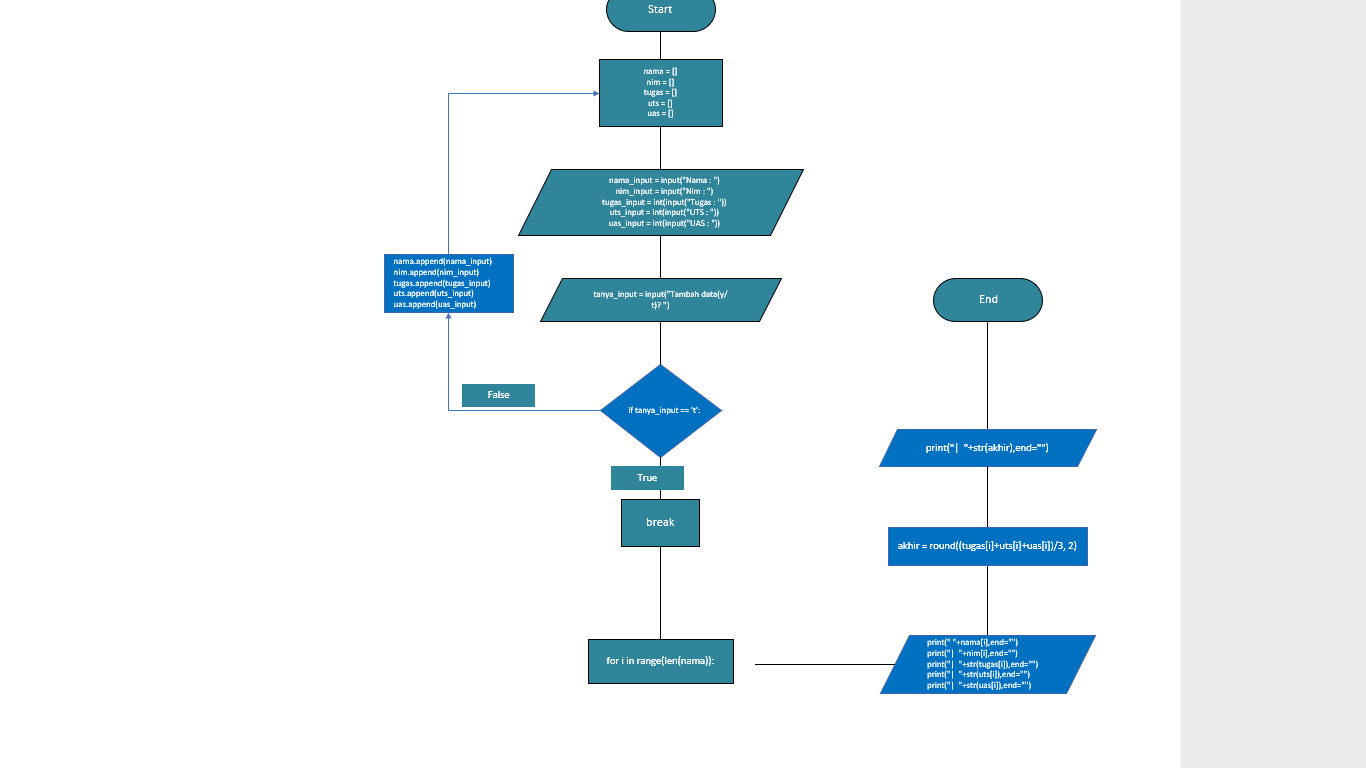 Start
nama = []
nim = []
tugas = []
uts = []
uas = []
nama_input = input("Nama : ")
nim_input = input("Nim : ")
tugas_input = int(input("Tugas : "))
uts_input = int(input("UTS : "))
uas_input = int(input("UAS : "))
nama.append(nama_input)
nim.append(nim_input)
tugas.append(tugas_input)
uts.append(uts_input)
uas.append(uas_input)
tanya_input = input("Tambah data(y/
t)? ")
False
if tanya_input == 't':
True
break
for i in range(len(nama)):
print(" "+nama[i],end="")
print("|  "+nim[i],end="")
print("|  "+str(tugas[i]),end="")
print("|  "+str(uts[i]),end="")
print("|  "+str(uas[i]),end="")
akhir = round((tugas[i]+uts[i]+uas[i])/3, 2)
print("|  "+str(akhir),end="")
End